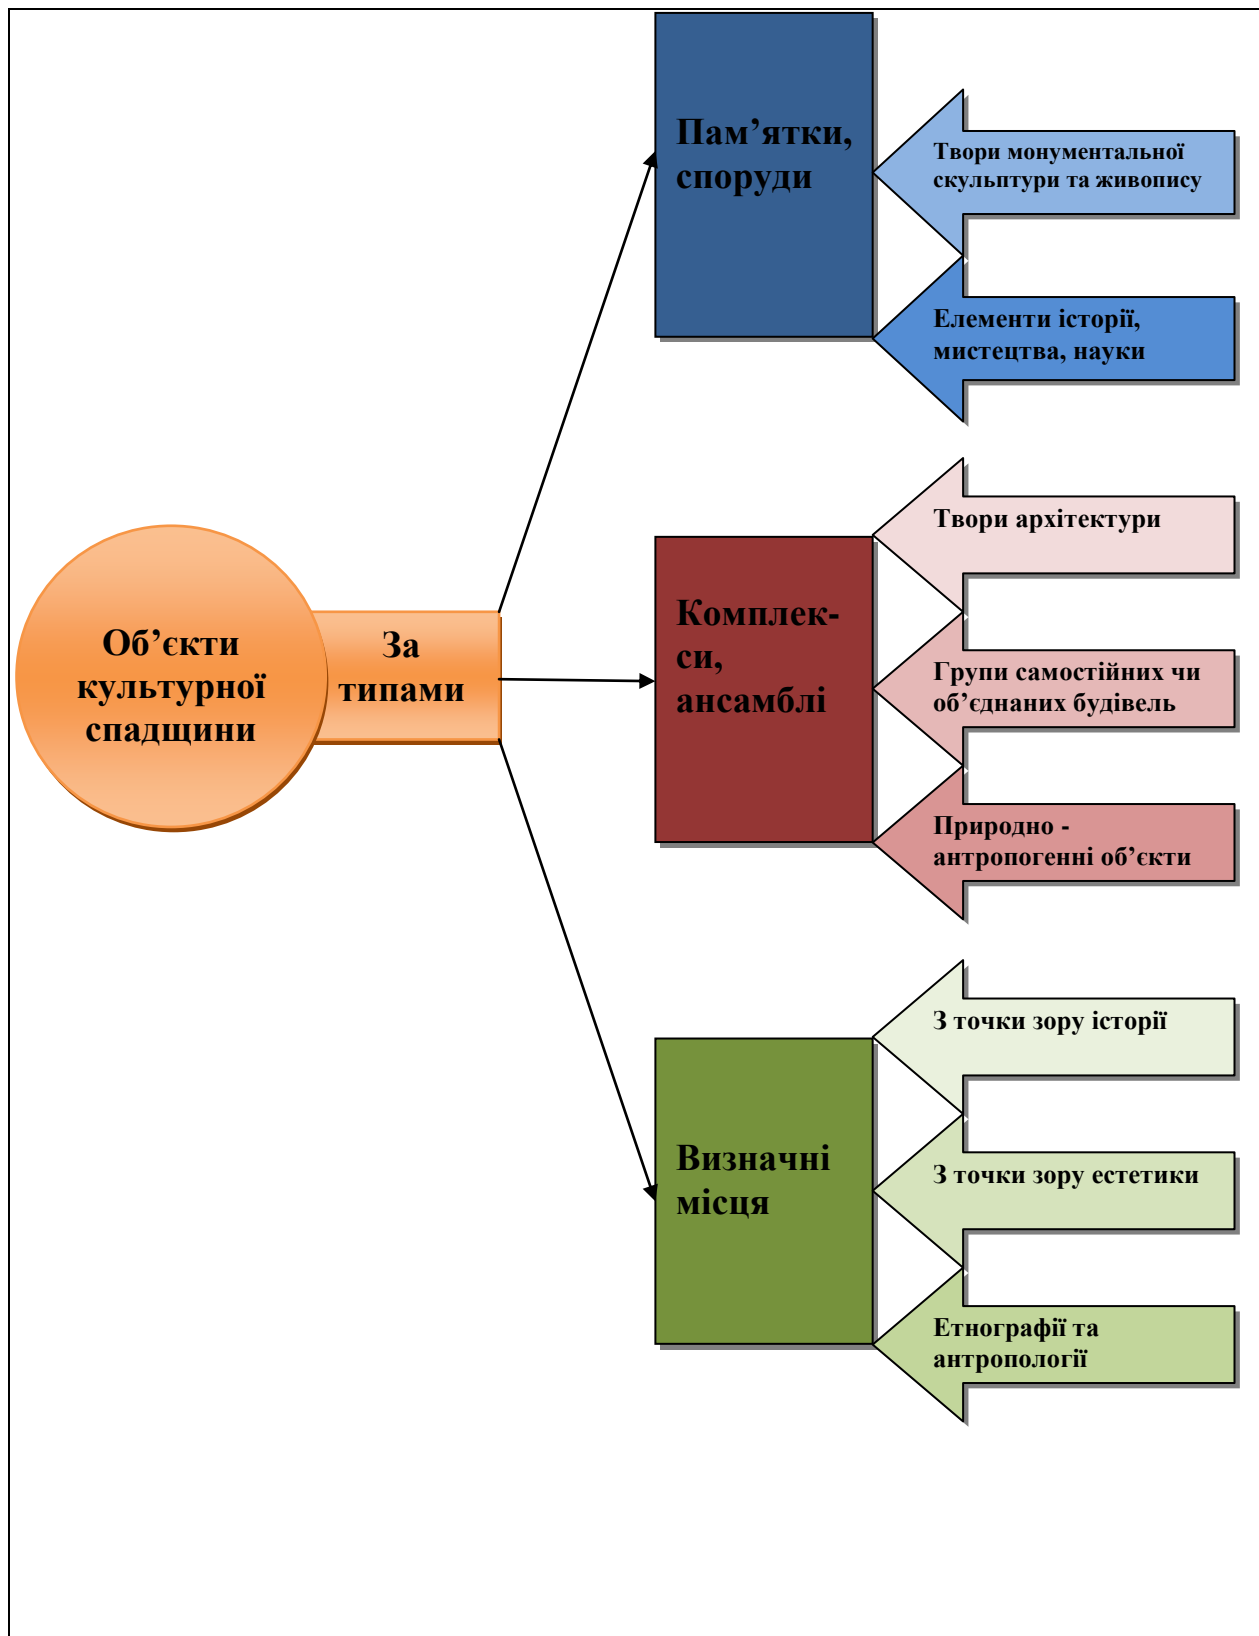 Об’єкти
культурної
спадщини
За
типами
Пам’ятки,
споруди
Твори монументальної
скульптури та живопису
Елементи історії,
мистецтва, науки
Комплек-
си,
ансамблі
Твори архітектури
Групи самостійних чи
об’єднаних будівель
Природно -
антропогенні об’єкти
Визначні
місця
З точки зору історії
З точки зору естетики
Етнографії та
антропології